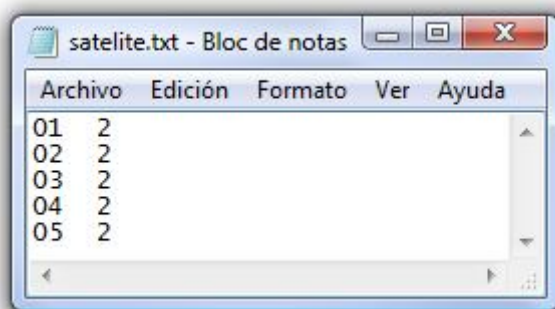 satelite.txt - Bloc de notas
Archivo Edición Formato Ver Ayuda
01 2
02 2
03 2
04 2
05 2